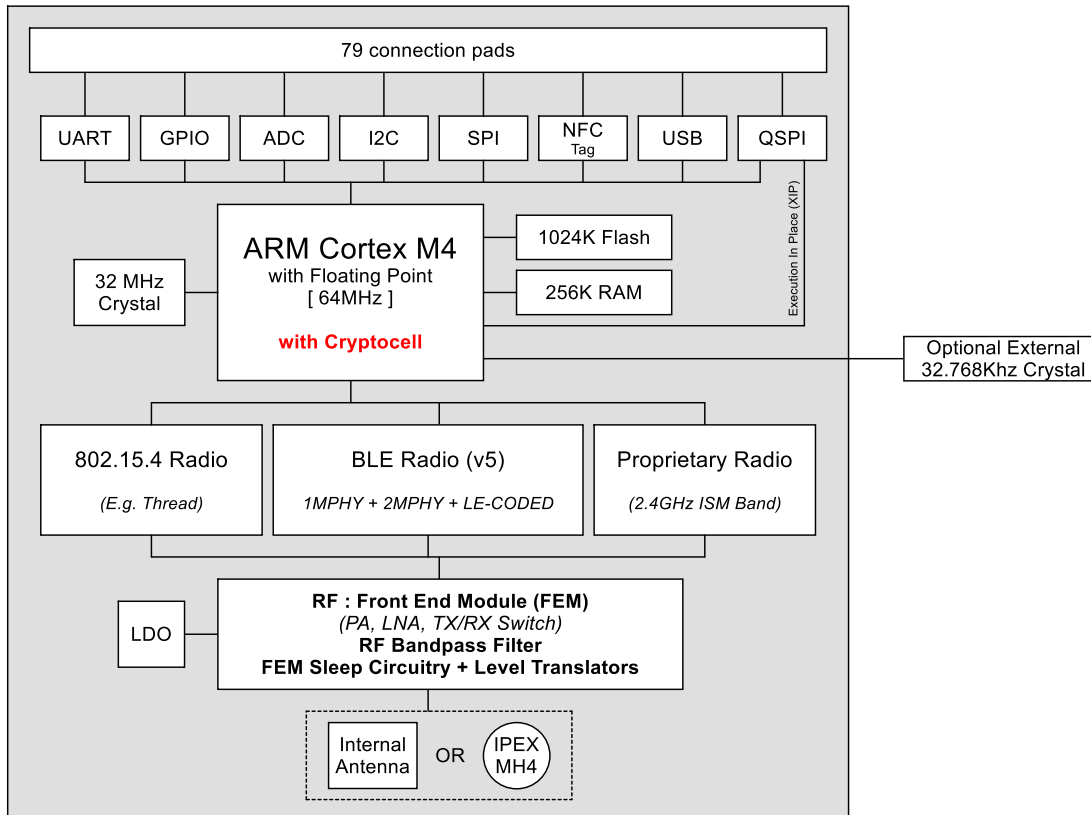 79 connection pads
UART
GPIO
ADC
I2C
SPI
NFC
Tag
USB
QSPI
Execution In Place (XIP)
ARM Cortex M4
with Floating Point
[ 64MHz ]
with Cryptocell
1024K Flash
256K RAM
32 MHz
Crystal
Optional External
32.768Khz Crystal
802.15.4 Radio
(E.g. Thread)
BLE Radio (v5)
1MPHY + 2MPHY + LE-CODED
Proprietary Radio
(2.4GHz ISM Band)
RF : Front End Module (FEM)
(PA, LNA, TX/RX Switch)
RF Bandpass Filter
FEM Sleep Circuitry + Level Translators
LDO
Internal
Antenna
OR
IPEX
MH4